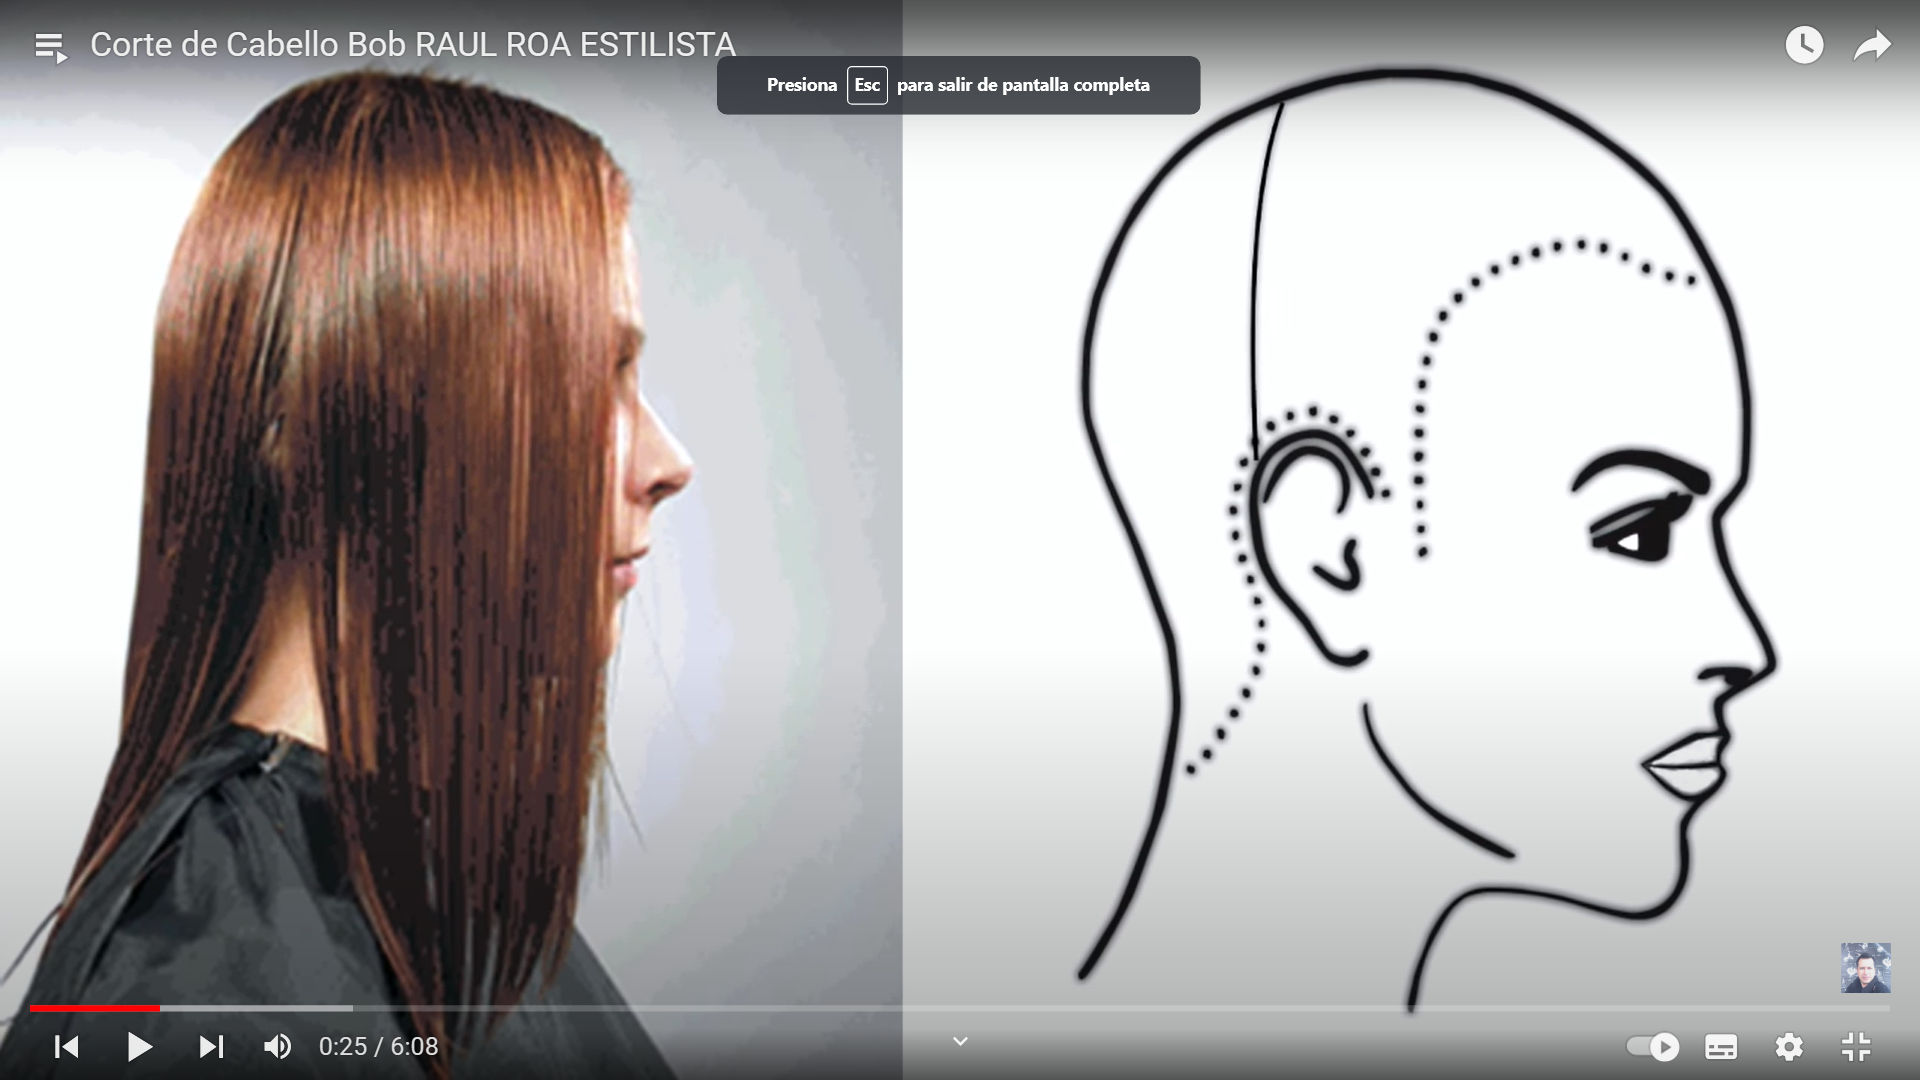 Corte de Cabello Bob RAUL ROA ESTILISTA
Presiona Esc para salir de pantalla completa
0:25 / 6:08